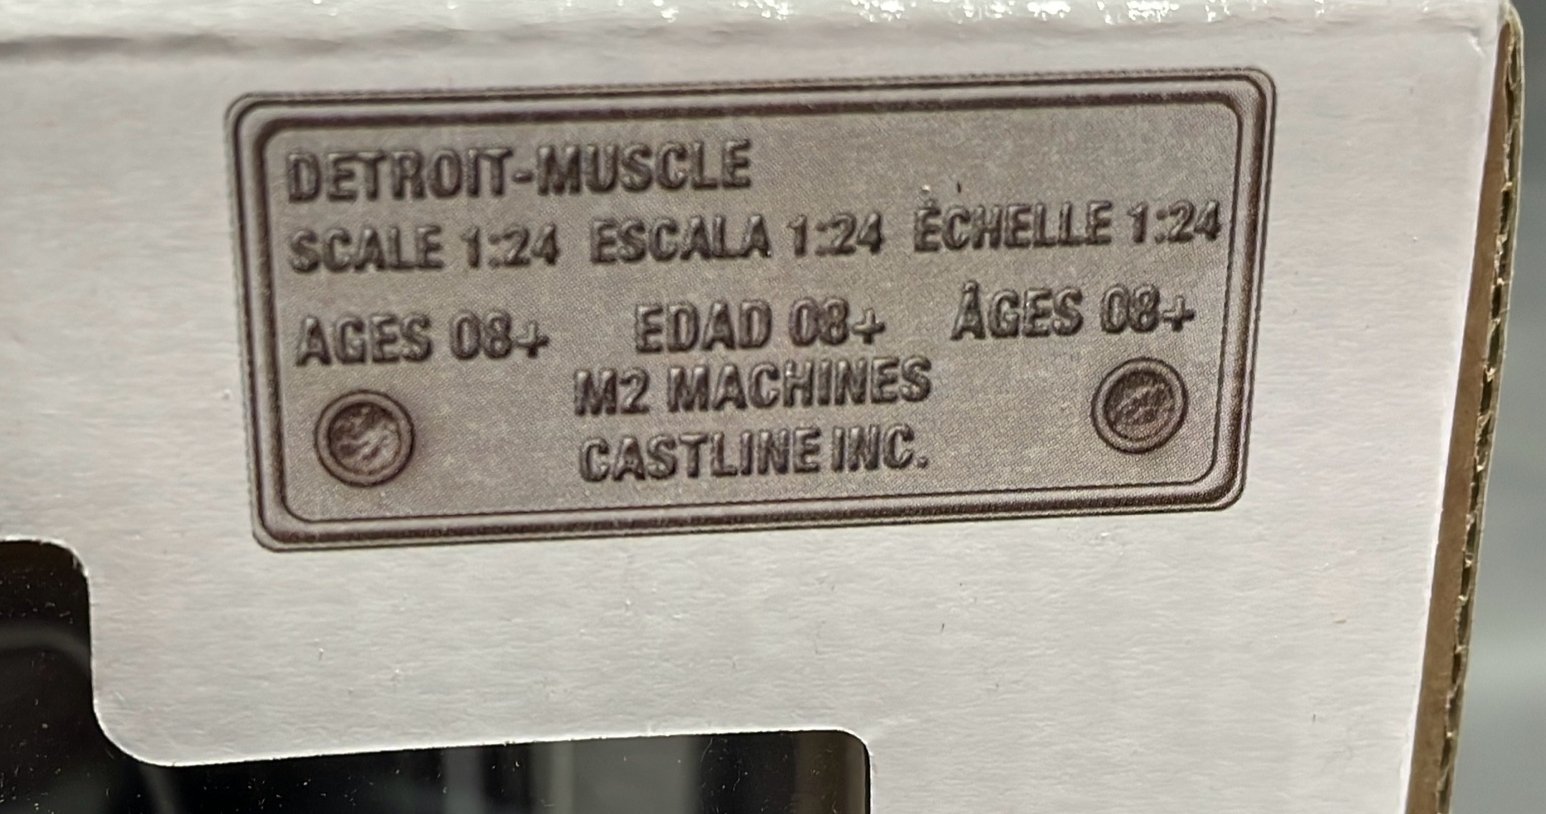 DETROIT-MUSCLE
SCALE 1:24 ESCALA 1:24 ÉCHELLE 1:24
AGES 08+ EDAD 08+ ÂGES 08+
M2 MACHINES
CASTLINE INC.